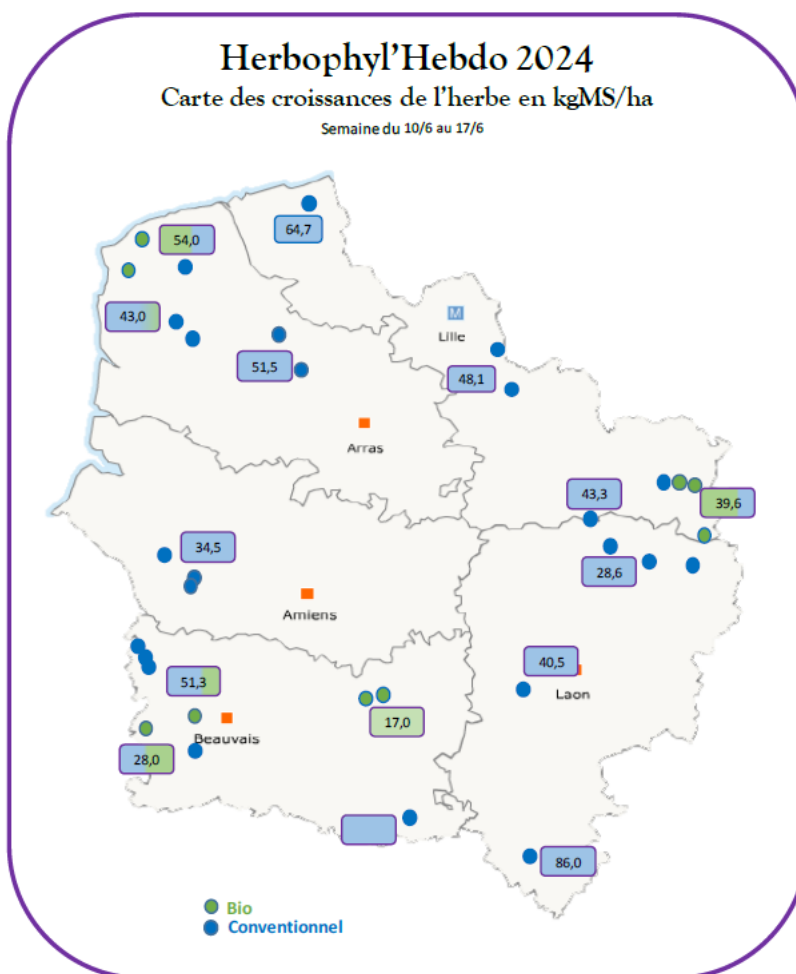 Herbophyl'Hebdo 2024
Carte des croissances de l'herbe en kgMS/ha
Semaine du 10/6 au 17/6
64,7
54,0
M
43,0
Lille
51,5
48,1
Arras
43,3
39,6
34,5
28,6
Amiens
40,5
51,3
Laon
17,0
Beauvais
28,0
86,0
Bio
Conventionnel